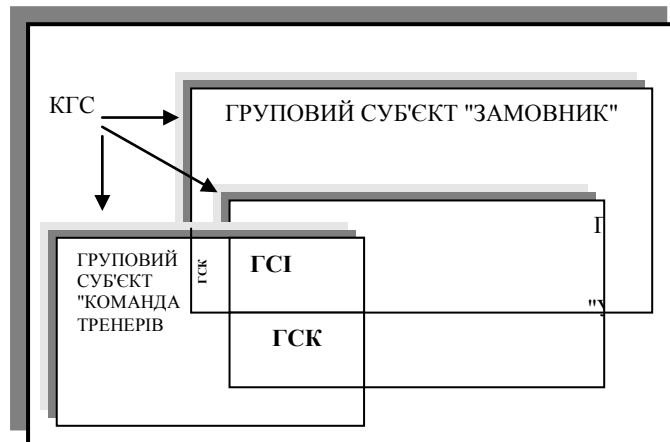 КГС
ГРУПОВИЙ СУБ'ЄКТ "ЗАМОВНИК"
ГРУПОВИЙ
СУБ'ЄКТ
"КОМАНДА
ТРЕНЕРІВ
ГСК
ГСІ
ГСК